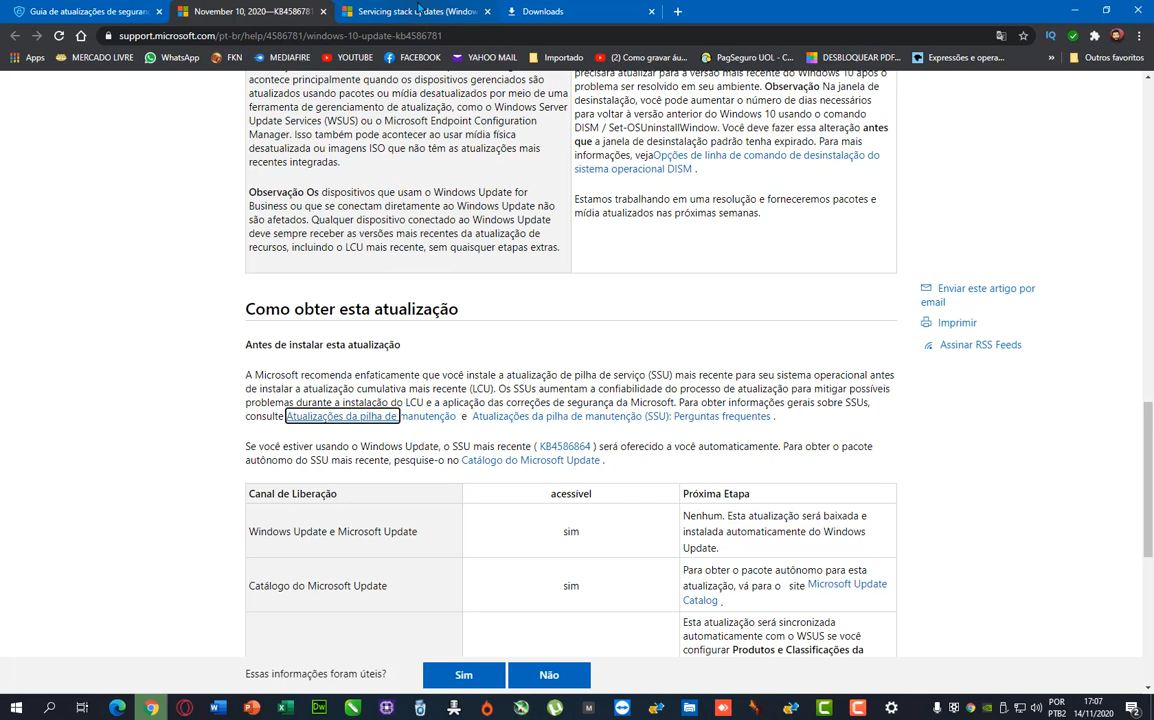 Guia de atualizações de seguran
November 10, 2020—KB4586781
Servicing stack updates (Window
Downloads
support.microsoft.com/pt-br/help/4586781/windows-10-update-kb4586781
Apps
MERCADO LIVRE
WhatsApp
FKN
MEDIAFIRE
YOUTUBE
FACEBOOK
YAHOO MAIL
Importado
(2) Como gravar áu...
PagSeguro UOL - C...
DESBLOQUEAR PDF...
Expressões e opera...
»
Outros favoritos
acontece principalmente quando os dispositivos gerenciados são
atualizados usando pacotes ou mídia desatualizados por meio de uma
ferramenta de gerenciamento de atualização, como o Windows Server
Update Services (WSUS) ou o Microsoft Endpoint Configuration
Manager. Isso também pode acontecer ao usar mídia física
desatualizada ou imagens ISO que não têm as atualizações mais
recentes integradas.
Observação Os dispositivos que usam o Windows Update for
Business ou que se conectam diretamente ao Windows Update não
são afetados. Qualquer dispositivo conectado ao Windows Update
deve sempre receber as versões mais recentes da atualização de
recursos, incluindo o LCU mais recente, sem quaisquer etapas extras.
precisará atualizar para a versão mais recente do Windows 10 após o
problema ser resolvido em seu ambiente. Observação Na janela de
desinstalação, você pode aumentar o número de dias necessários
para voltar à versão anterior do Windows 10 usando o comando
DISM / Set-OSUninstallWindow. Você deve fazer essa alteração antes
que a janela de desinstalação padrão tenha expirado. Para mais
informações, vejaOpções de linha de comando de desinstalação do
sistema operacional DISM .
Estamos trabalhando em uma resolução e forneceremos pacotes e
mídia atualizados nas próximas semanas.
Como obter esta atualização
Antes de instalar esta atualização
A Microsoft recomenda enfaticamente que você instale a atualização de pilha de serviço (SSU) mais recente para seu sistema operacional antes
de instalar a atualização cumulativa mais recente (LCU). Os SSUs aumentam a confiabilidade do processo de atualização para mitigar possíveis
problemas durante a instalação do LCU e a aplicação das correções de segurança da Microsoft. Para obter informações gerais sobre SSUs,
consulte Atualizações da pilha de manutenção e Atualizações da pilha de manutenção (SSU): Perguntas frequentes .
Se você estiver usando o Windows Update, o SSU mais recente ( KB4586864 ) será oferecido a você automaticamente. Para obter o pacote
autônomo do SSU mais recente, pesquise-o no Catálogo do Microsoft Update .
Canal de Liberação
acessível
Próxima Etapa
Windows Update e Microsoft Update
sim
Nenhum. Esta atualização será baixada e
instalada automaticamente do Windows
Update.
Catálogo do Microsoft Update
sim
Para obter o pacote autônomo para esta
atualização, vá para o site Microsoft Update
Catalog .
Esta atualização será sincronizada
automaticamente com o WSUS se você
configurar Produtos e Classificações da
Enviar este artigo por
email
Imprimir
Assinar RSS Feeds
Essas informações foram úteis?
Sim
Não
POR
PTB2
17:07
14/11/2020